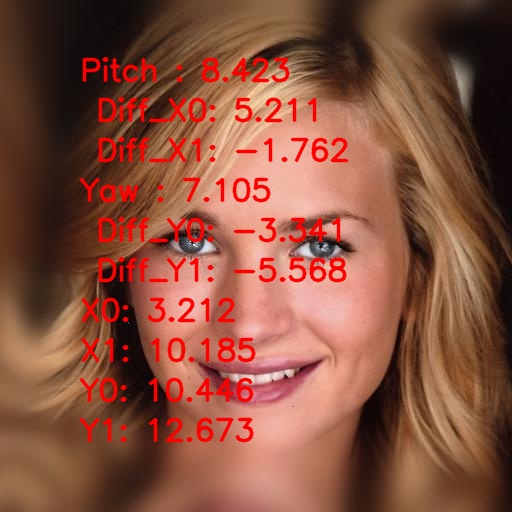 Pitch : 8.423
Diff_X0: 5.211
Diff_X1: -1.762
Yaw : 7.105
Diff_Y0: -3.341
Diff_Y1: -5.568
X0: 3.212
X1: 10.185
Y0: 10.446
Y1: 12.673